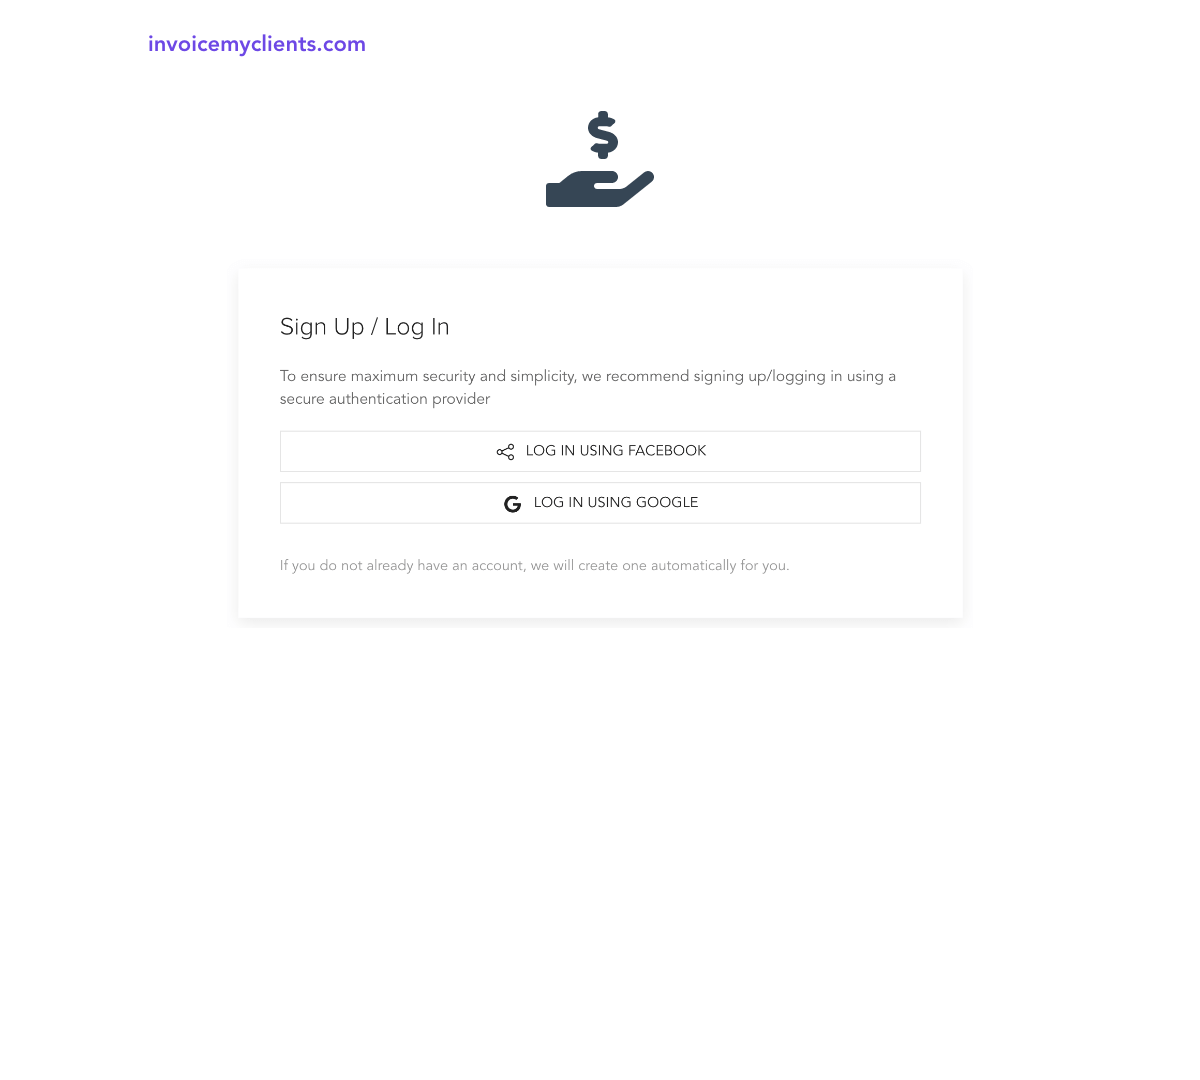 invoicemyclients.com
Sign Up / Log In
To ensure maximum security and simplicity, we recommend signing up/logging in using a
secure authentication provider
LOG IN USING FACEBOOK
LOG IN USING GOOGLE
If you do not already have an account, we will create one automatically for you.